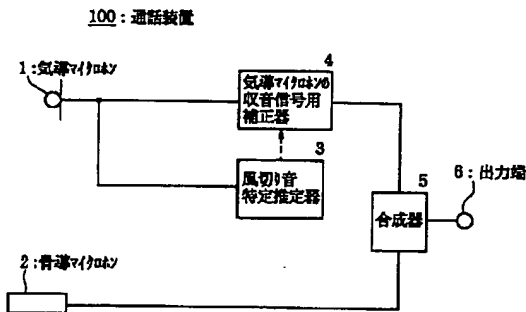 100：通話装置
1：気導マイクロホン
4
気導マイクロホンの
収音信号用
補正器
3
風切り音
特定推定器
5
合成器
6：出力端
2：骨導マイクロホン